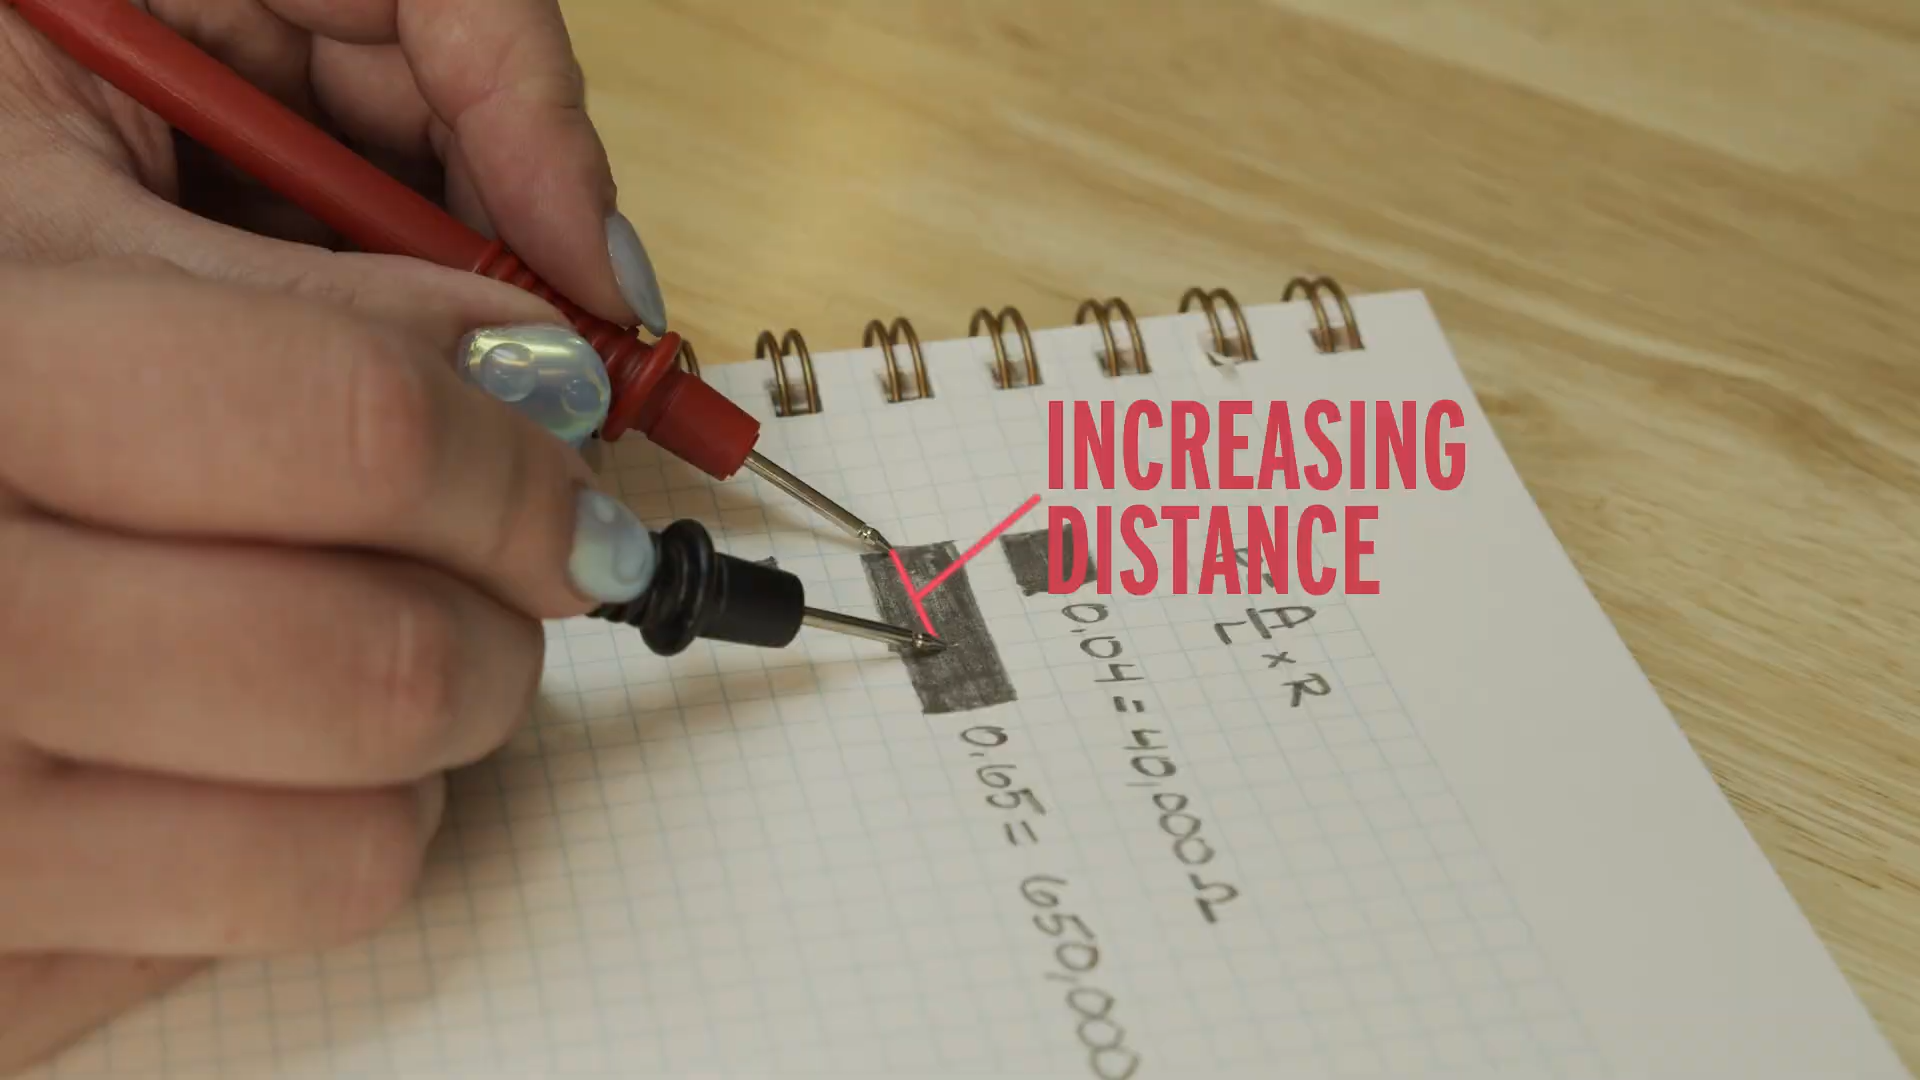 INCREASING
DISTANCE
A
L × R
0.04 = 40,000Ω
0.65 = 650,000